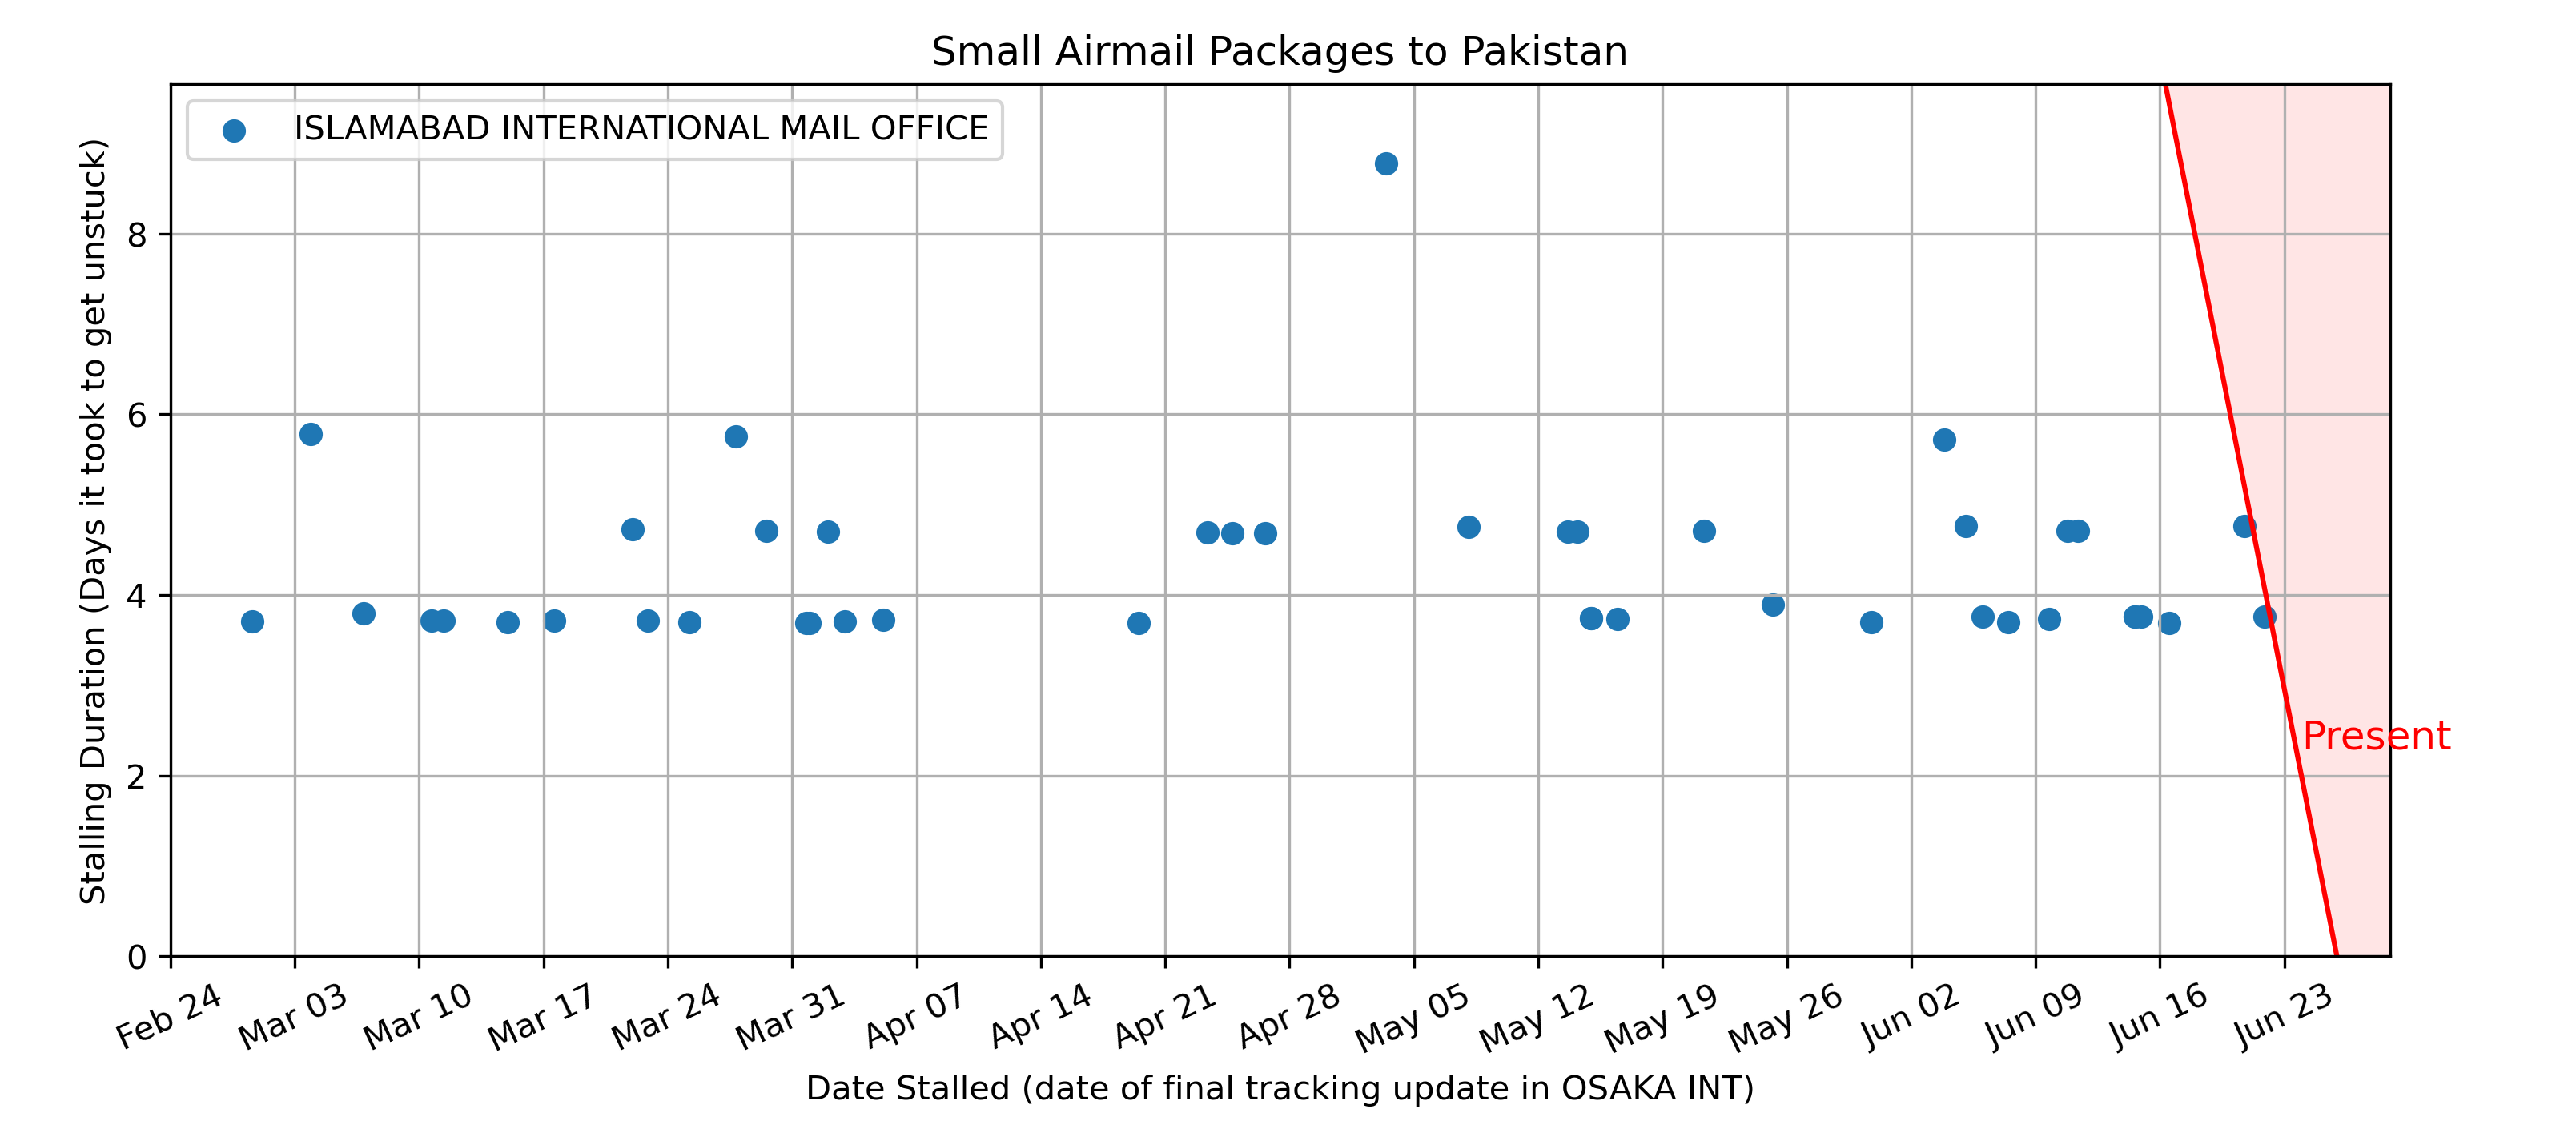 Small Airmail Packages to Pakistan
ISLAMABAD INTERNATIONAL MAIL OFFICE
Stalling Duration (Days it took to get unstuck)
8
6
4
2
0
Present
Feb 24
Mar 03
Mar 10
Mar 17
Mar 24
Mar 31
Apr 07
Apr 14
Apr 21
Apr 28
May 05
May 12
May 19
May 26
Jun 02
Jun 09
Jun 16
Jun 23
Date Stalled (date of final tracking update in OSAKA INT)